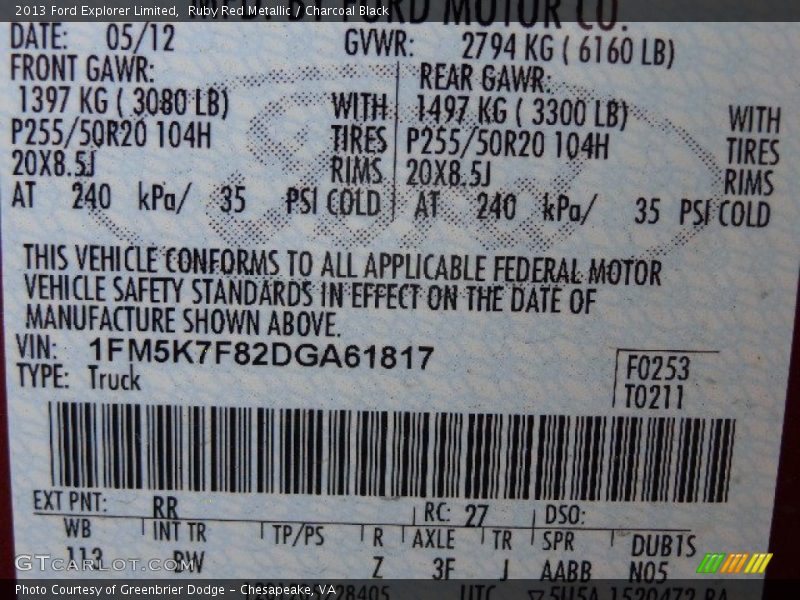 2013 Ford Explorer Limited,   Ruby Red Metallic / Charcoal Black
MFD. BY FORD MOTOR CO.
DATE: 05/12 GVWR: 2794 KG ( 6160 LB)
FRONT GAWR: REAR GAWR:
1397 KG ( 3080 LB) WITH 1497 KG ( 3300 LB) WITH
P255/50R20 104H TIRES P255/50R20 104H TIRES
20X8.5J RIMS 20X8.5J RIMS
AT 240 kPa/ 35 PSI COLD AT 240 kPa/ 35 PSI COLD
THIS VEHICLE CONFORMS TO ALL APPLICABLE FEDERAL MOTOR
VEHICLE SAFETY STANDARDS IN EFFECT ON THE DATE OF
MANUFACTURE SHOWN ABOVE.
VIN: 1FM5K7F82DGA61817
TYPE: Truck
F0253
T0211
EXT PNT: RR RC: 27 DSO:
WB INT TR TP/PS R AXLE TR SPR DUB1S
113 BW Z 3F J AABB N05
GTCarLot.com
Photo Courtesy of Greenbrier Dodge - Chesapeake, VA
UTC